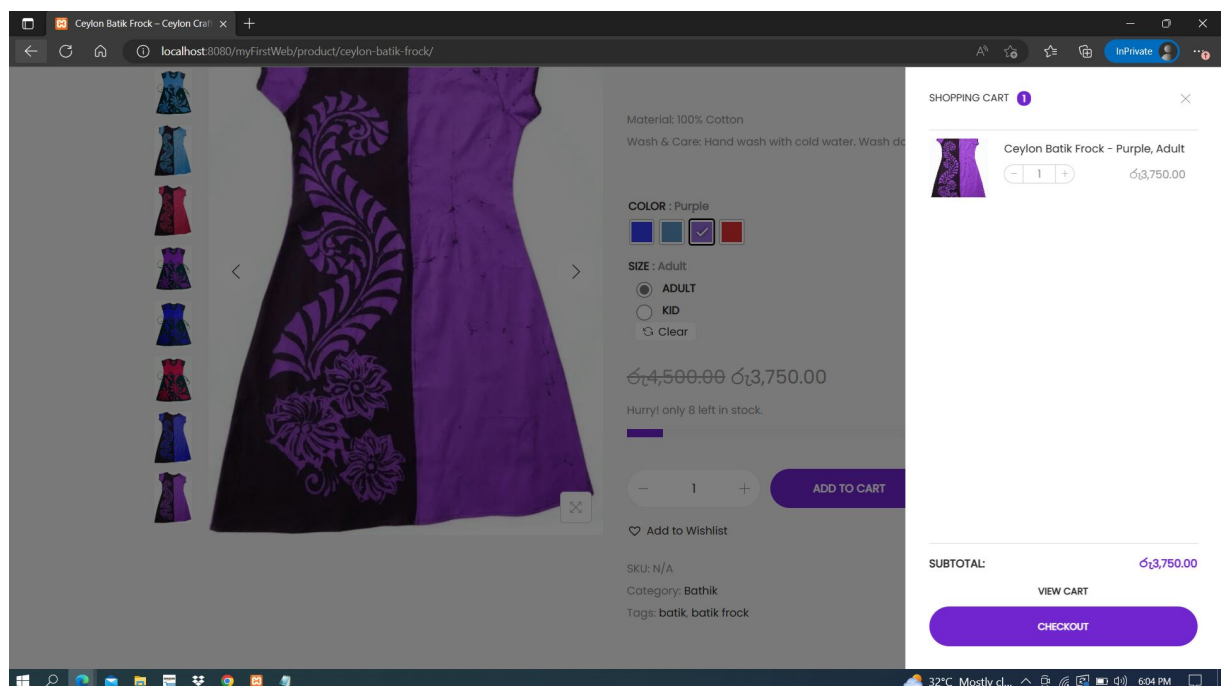 Ceylon Batik Frock – Ceylon Craft
localhost:8080/myFirstWeb/product/ceylon-batik-frock/
InPrivate
Material: 100% Cotton
Wash & Care: Hand wash with cold water. Wash
COLOR : Purple
SIZE : Adult
ADULT
KID
Clear
රු4,500.00 රු3,750.00
Hurry! only 8 left in stock.
- 1 + ADD TO CART
Add to Wishlist
SKU: N/A
Category: Bathik
Tags: batik, batik frock
SHOPPING CART 1
Ceylon Batik Frock - Purple, Adult
- 1 + රු3,750.00
SUBTOTAL: රු3,750.00
VIEW CART
CHECKOUT
32°C Mostly cl... 6:04 PM